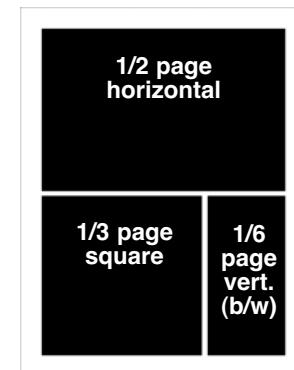 1/2 page
horizontal
1/3 page
square
1/6
page
vert.
(b/w)